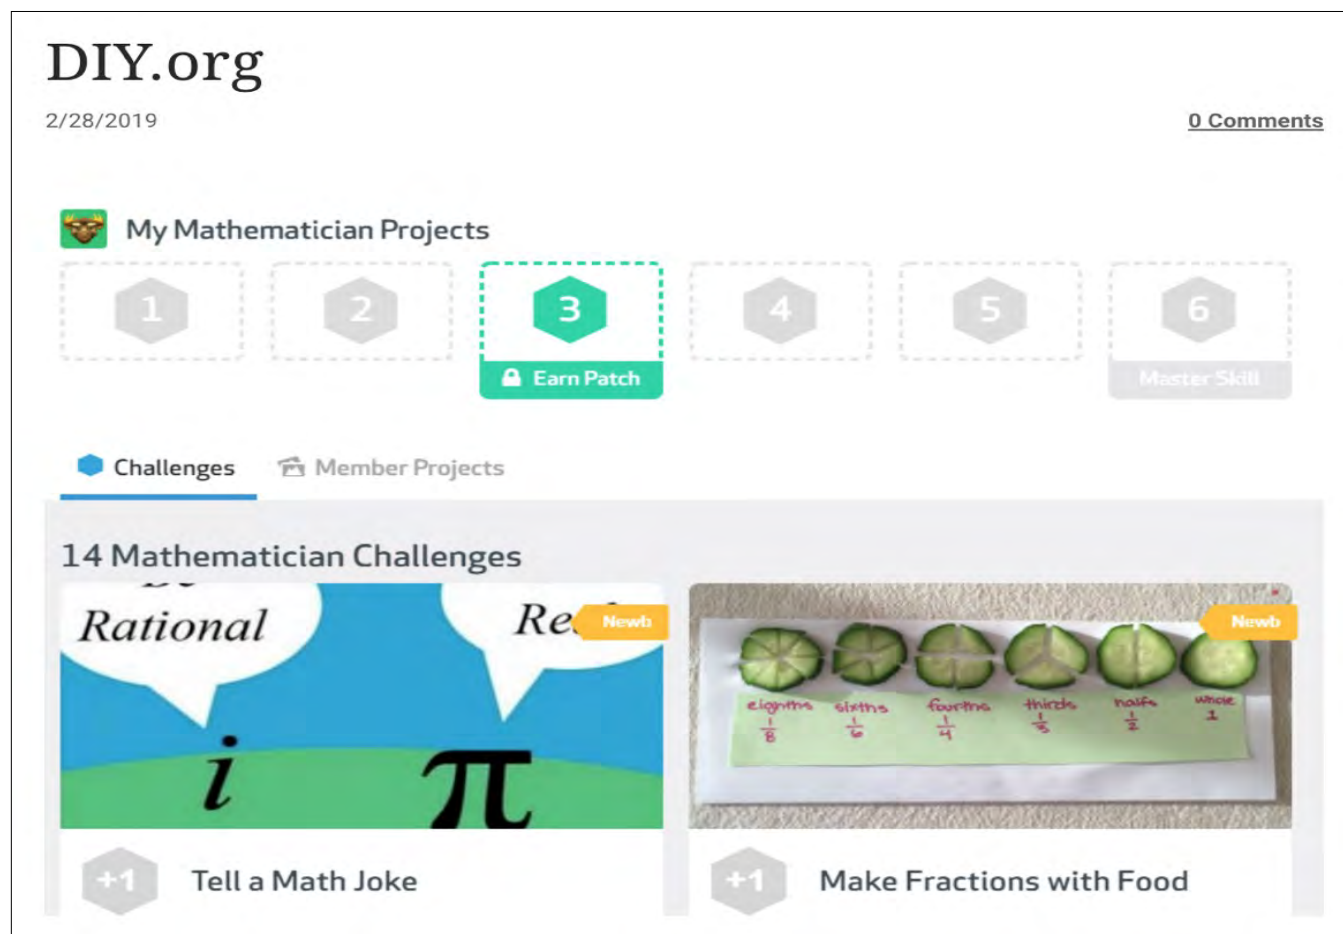 DIY.org
2/28/2019
0 Comments
My Mathematician Projects
1 2 3 4 5 6
Earn Patch
Master Skill
Challenges Member Projects
14 Mathematician Challenges
Rational
Newb
Newb
eighths sixths fourths thirds halfs whole
1/8 1/6 1/4 1/3 1/2 1
i π
+1 Tell a Math Joke
+1 Make Fractions with Food